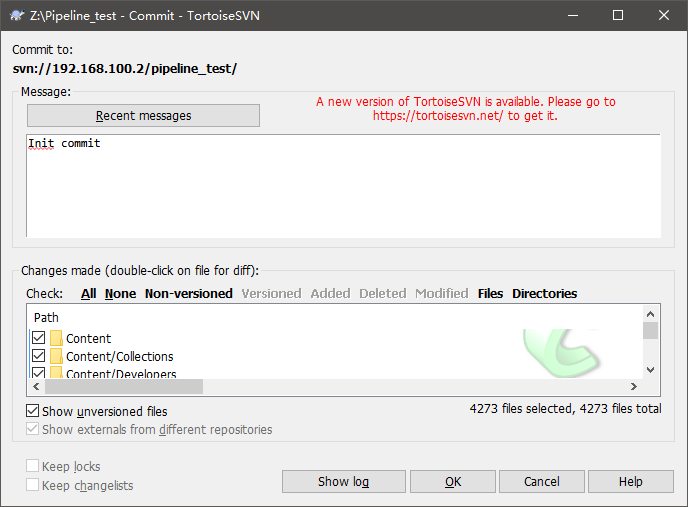 Z:\Pipeline_test - Commit - TortoiseSVN
Commit to:
svn://192.168.100.2/pipeline_test/
Message:
Recent messages
A new version of TortoiseSVN is available. Please go to
https://tortoisesvn.net/ to get it.
Init commit
Changes made (double-click on file for diff):
Check: All None Non-versioned Versioned Added Deleted Modified Files Directories
Path
Content
Content/Collections
Content/Developers
Show unversioned files
4273 files selected, 4273 files total
Show externals from different repositories
Keep locks
Keep changelists
Show log
OK
Cancel
Help